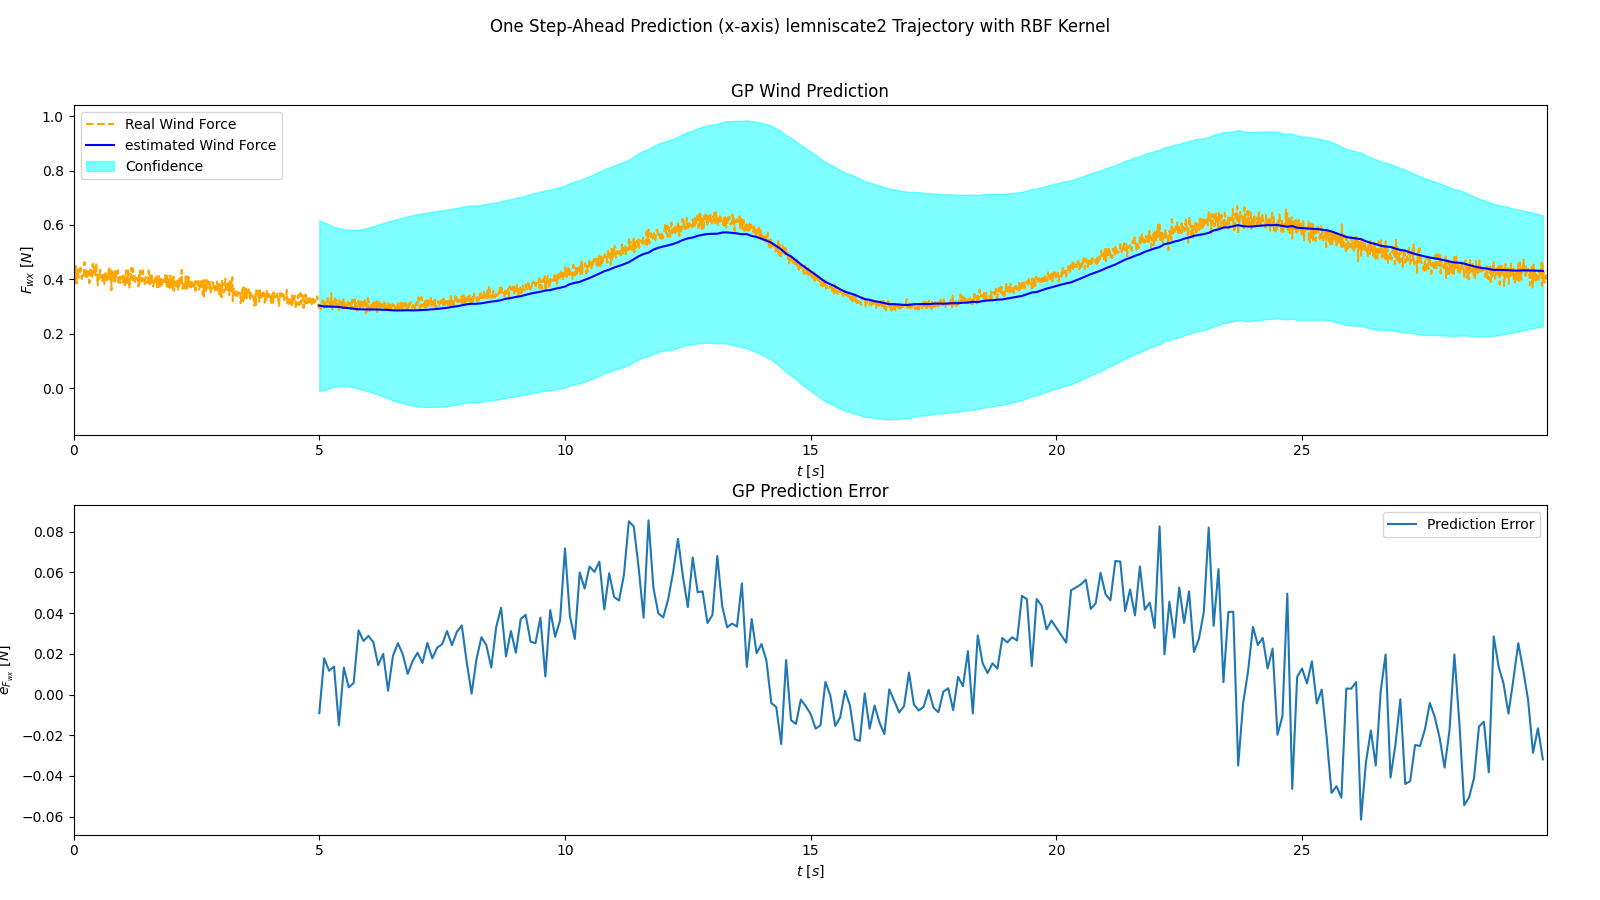 One Step-Ahead Prediction (x-axis) lemniscate2 Trajectory with RBF Kernel
GP Wind Prediction
1.0
0.8
0.6
0.4
0.2
0.0
F_wx [N]
Real Wind Force
estimated Wind Force
Confidence
0 5 10 15 20 25
t [s]
GP Prediction Error
0.08
0.06
0.04
0.02
0.00
−0.02
−0.04
−0.06
e_F_wx [N]
Prediction Error
0 5 10 15 20 25
t [s]